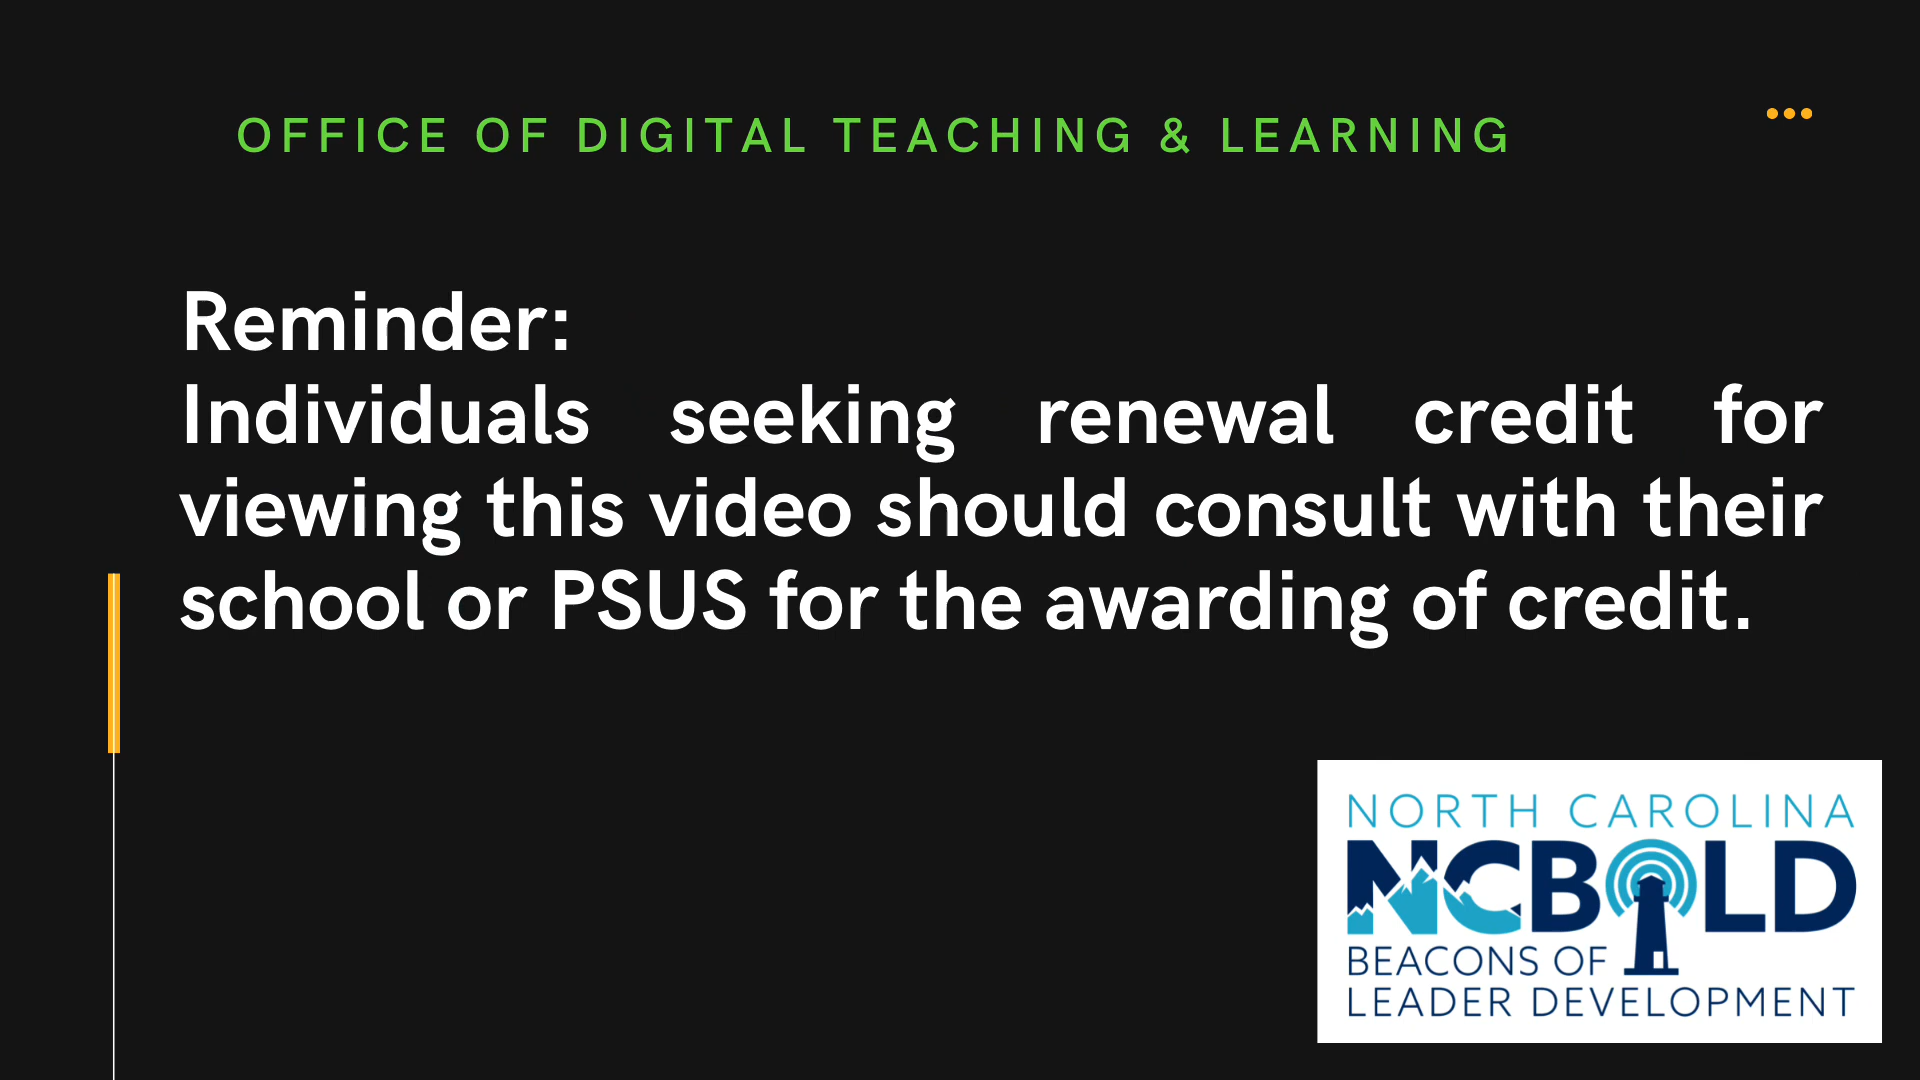 OFFICE OF DIGITAL TEACHING & LEARNING
Reminder:
Individuals seeking renewal credit for
viewing this video should consult with their
school or PSUS for the awarding of credit.
NORTH CAROLINA
NCBOLD
BEACONS OF
LEADER DEVELOPMENT